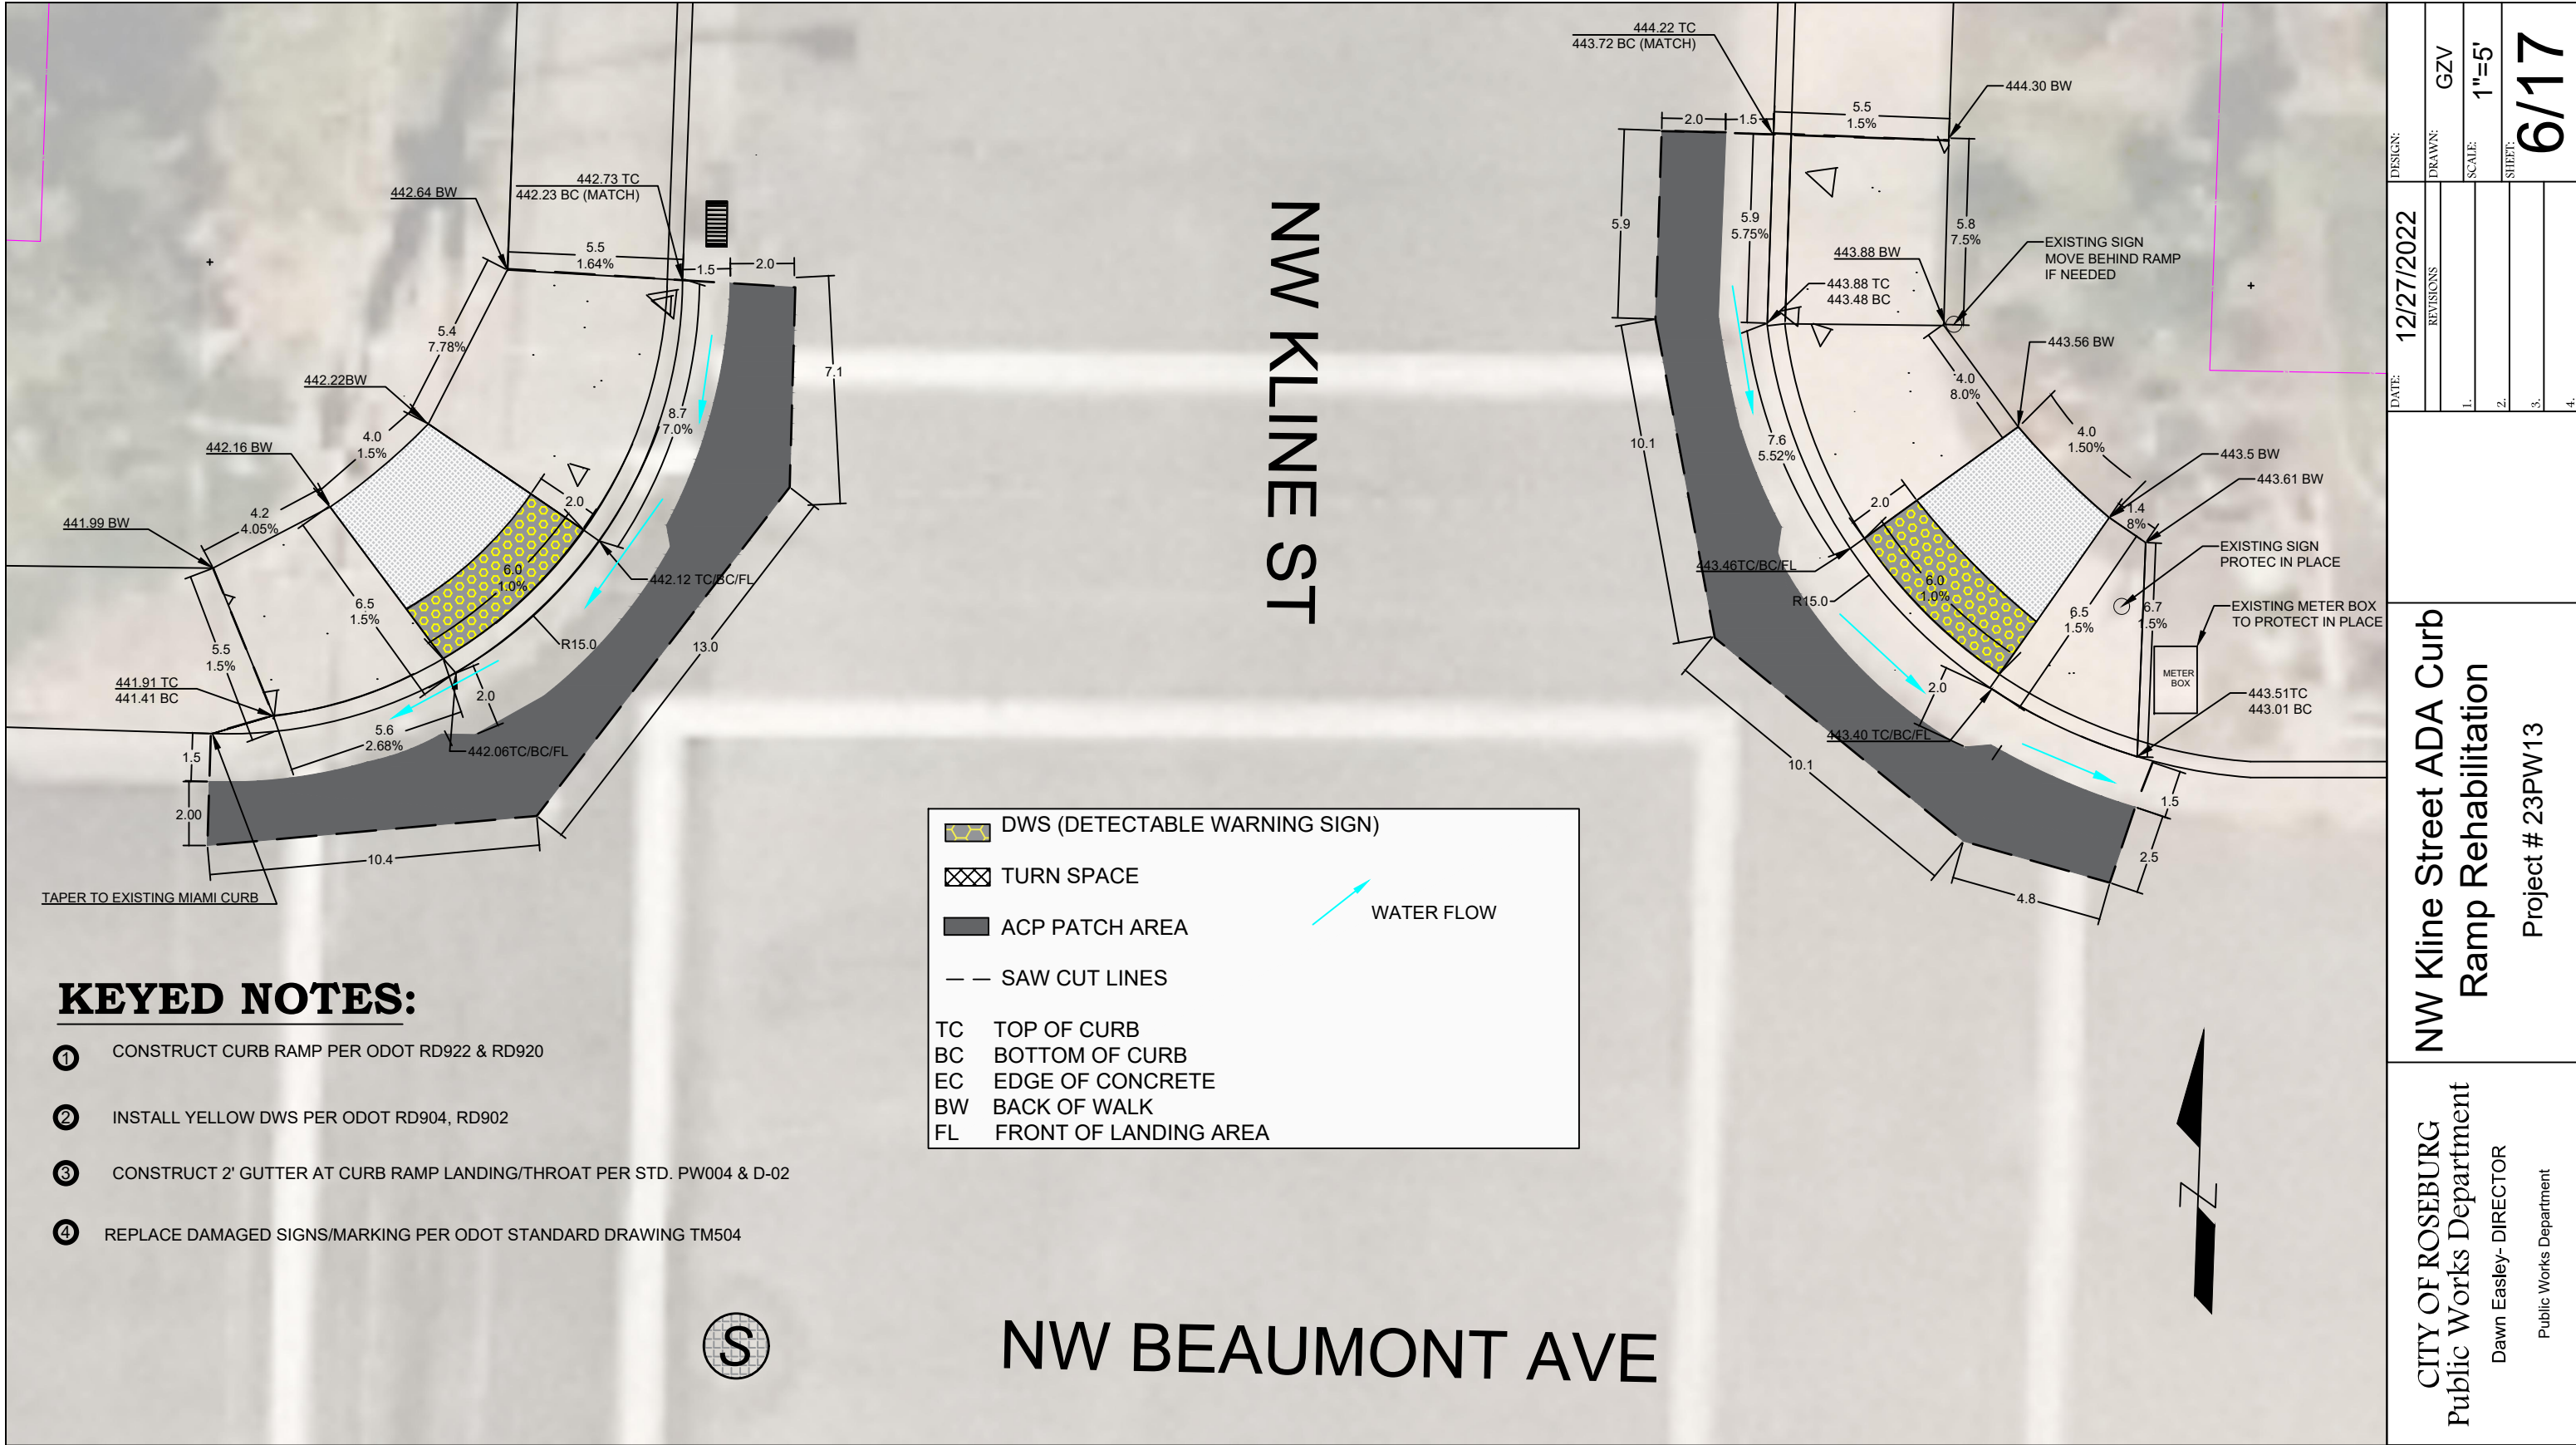 442.64 BW
442.73 TC
442.23 BC (MATCH)
5.5
1.64%
1.5
2.0
7.1
5.4
7.78%
442.22BW
4.0
1.5%
442.16 BW
8.7
7.0%
2.0
4.2
4.05%
441.99 BW
6.0
1.0%
442.12 TC/BC/FL
6.5
1.5%
R15.0
13.0
5.5
1.5%
441.91 TC
441.41 BC
2.0
5.6
2.68%
442.06TC/BC/FL
1.5
2.00
10.4
TAPER TO EXISTING MIAMI CURB
NW KLINE ST
444.22 TC
443.72 BC (MATCH)
444.30 BW
2.0
1.5
5.5
1.5%
5.9
5.9
5.75%
5.8
7.5%
443.88 BW
EXISTING SIGN
MOVE BEHIND RAMP
IF NEEDED
443.88 TC
443.48 BC
443.56 BW
4.0
8.0%
10.1
7.6
5.52%
4.0
1.50%
443.5 BW
443.61 BW
2.0
1.4
8%
EXISTING SIGN
PROTEC IN PLACE
443.46TC/BC/FL
R15.0
6.0
1.0%
6.5
1.5%
6.7
1.5%
EXISTING METER BOX
TO PROTECT IN PLACE
METER
BOX
2.0
443.51TC
443.01 BC
443.40 TC/BC/FL
10.1
1.5
2.5
4.8
DWS (DETECTABLE WARNING SIGN)
TURN SPACE
ACP PATCH AREA
WATER FLOW
SAW CUT LINES
TC TOP OF CURB
BC BOTTOM OF CURB
EC EDGE OF CONCRETE
BW BACK OF WALK
FL FRONT OF LANDING AREA
KEYED NOTES:
1 CONSTRUCT CURB RAMP PER ODOT RD922 & RD920
2 INSTALL YELLOW DWS PER ODOT RD904, RD902
3 CONSTRUCT 2' GUTTER AT CURB RAMP LANDING/THROAT PER STD. PW004 & D-02
4 REPLACE DAMAGED SIGNS/MARKING PER ODOT STANDARD DRAWING TM504
S
NW BEAUMONT AVE
Z
CITY OF ROSEBURG
Public Works Department
Dawn Easley- DIRECTOR
Public Works Department
NW Kline Street ADA Curb
Ramp Rehabilitation
Project # 23PW13
DATE:
12/27/2022
REVISIONS
1.
2.
3.
4.
DESIGN:
DRAWN:
GZV
SCALE:
1"=5'
SHEET:
6/17